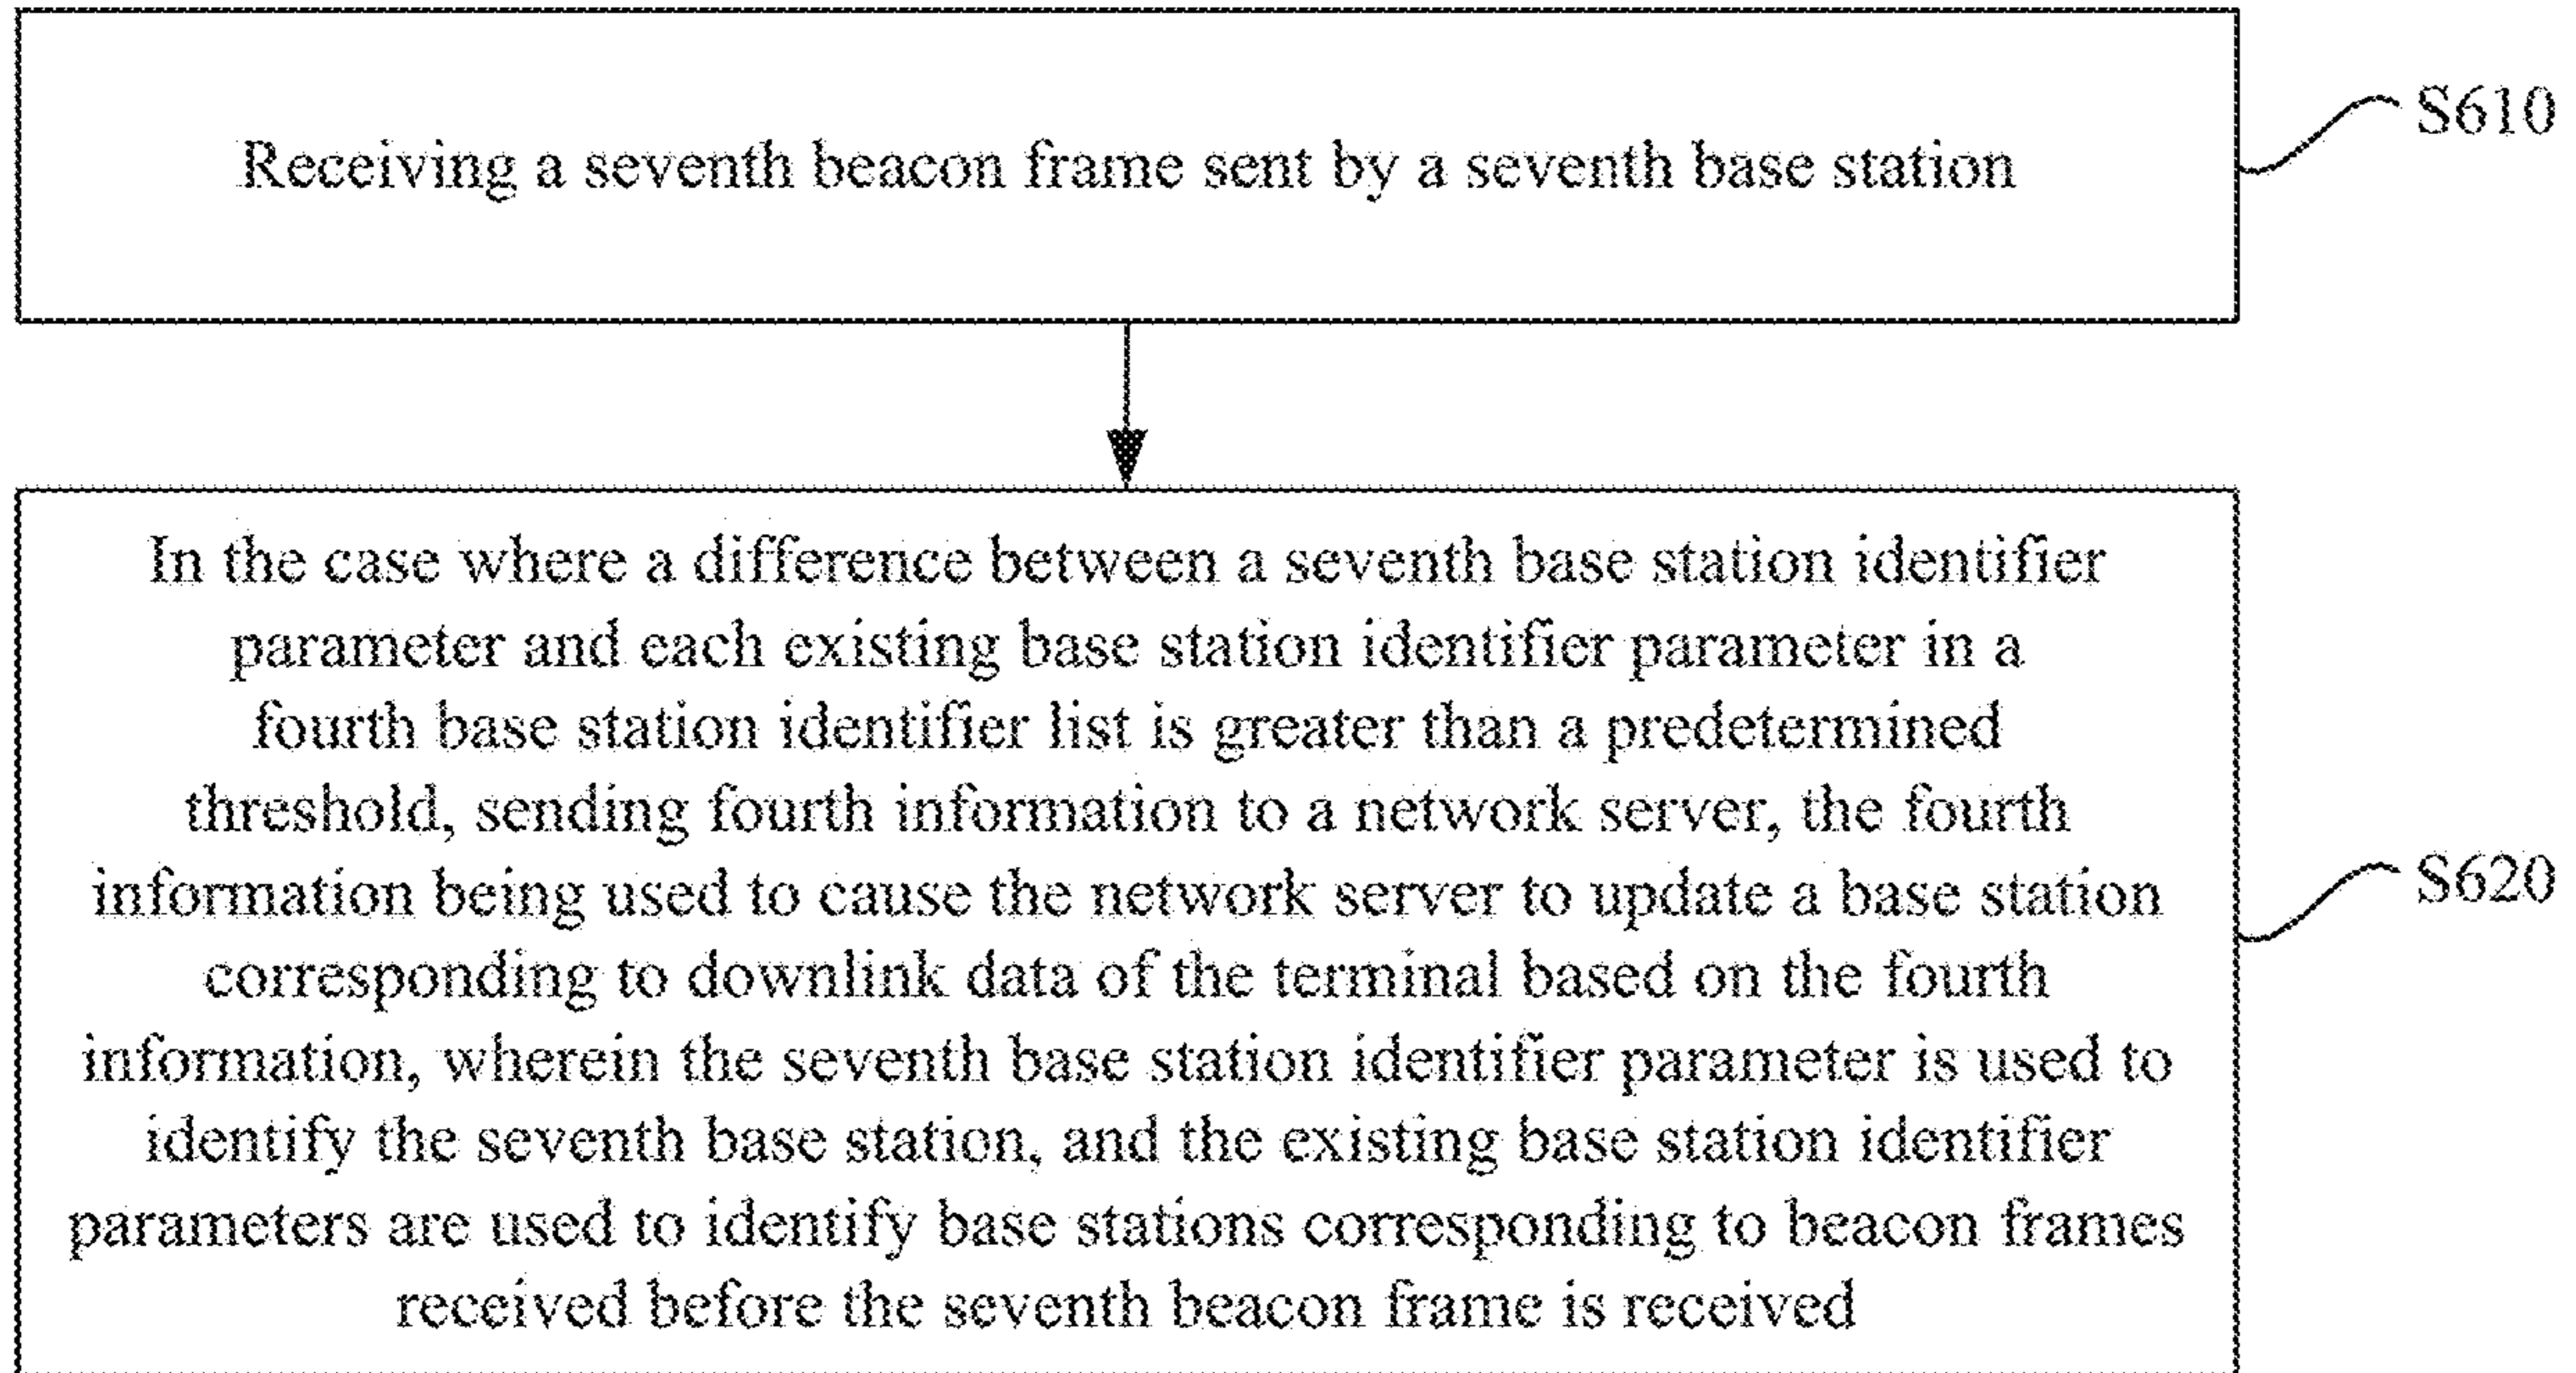 Receiving a seventh beacon frame sent by a seventh base station
S610
In the case where a difference between a seventh base station identifier
parameter and each existing base station identifier parameter in a
fourth base station identifier list is greater than a predetermined
threshold, sending fourth information to a network server, the fourth
information being used to cause the network server to update a base station
corresponding to downlink data of the terminal based on the fourth
information, wherein the seventh base station identifier parameter is used to
identify the seventh base station, and the existing base station identifier
parameters are used to identify base stations corresponding to beacon frames
received before the seventh beacon frame is received
S620